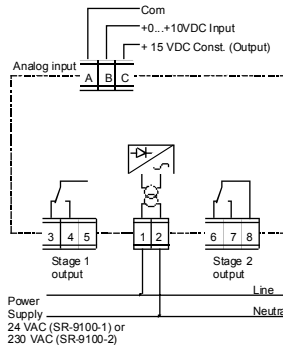 Com
+0...+10VDC Input
+ 15 VDC Const. (Output)
Analog input
A B C
3 4 5
1 2
6 7 8
Stage 1
output
Stage 2
output
Line
Power
Supply
Neutra
24 VAC (SR-9100-1) or
230 VAC (SR-9100-2)